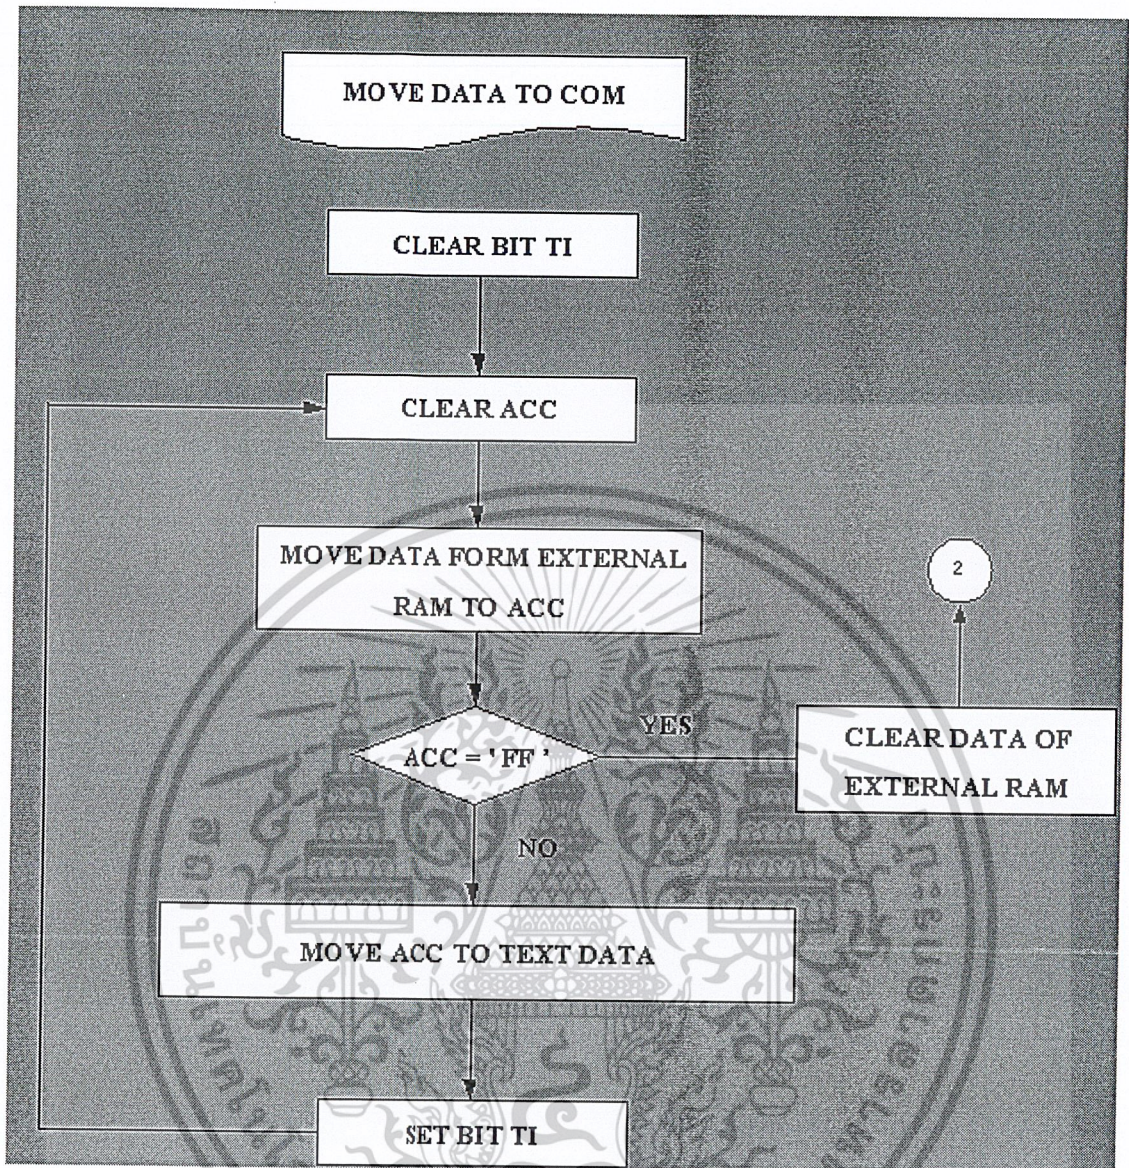 MOVE DATA TO COM
CLEAR BIT TI
CLEAR ACC
MOVE DATA FORM EXTERNAL
RAM TO ACC
2
YES
ACC = ' FF '
CLEAR DATA OF
EXTERNAL RAM
NO
MOVE ACC TO TEXT DATA
SET BIT TI